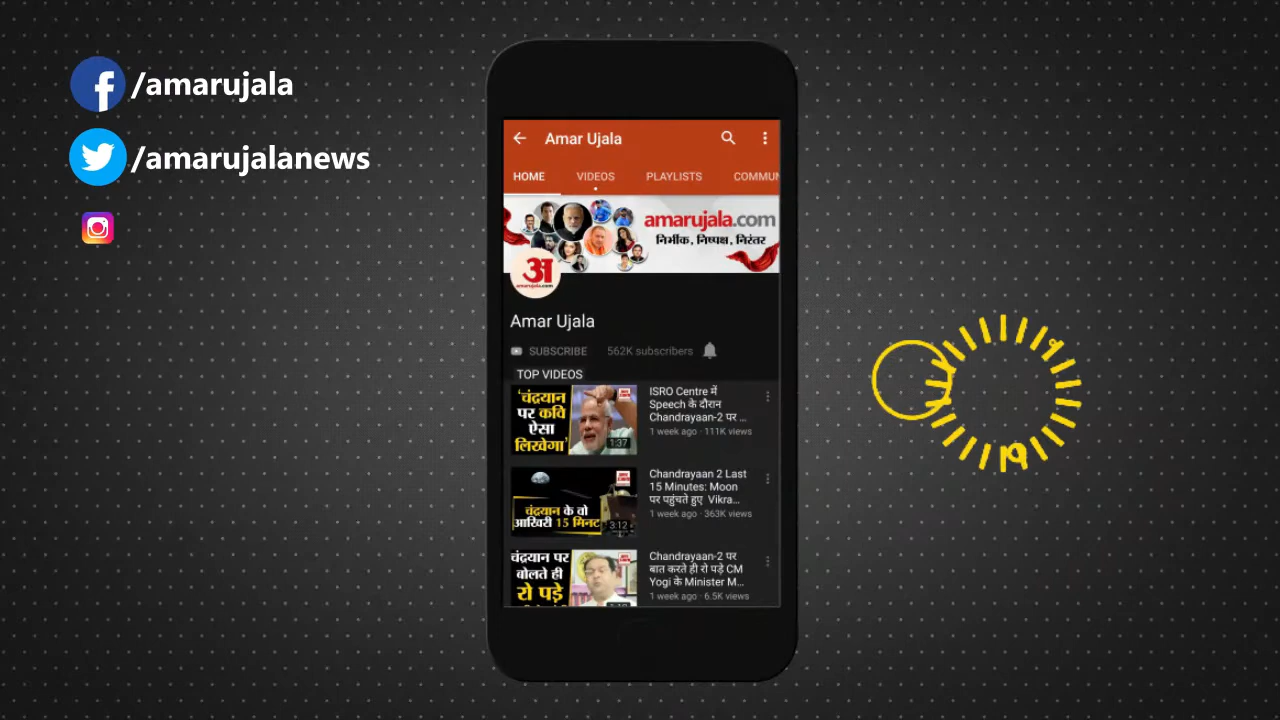 /amarujala
/amarujalanews
Amar Ujala
HOME VIDEOS PLAYLISTS COMMUN
amarujala.com
निर्भीक, निष्पक्ष, निरंतर
अ
amarujala.com
Amar Ujala
SUBSCRIBE 562K subscribers
TOP VIDEOS
'चंद्रयान
पर कवि
ऐसा
लिखेगा'
1:37
ISRO Centre में
Speech के दौरान
Chandrayaan-2 पर ...
1 week ago · 111K views
चंद्रयान के वो
आखिरी 15 मिनट
3:12
Chandrayaan 2 Last
15 Minutes: Moon
पर पहुंचते हुए Vikra...
1 week ago · 363K views
चंद्रयान पर
बोलते ही
रो पड़े
Chandrayaan-2 पर
बात करते ही रो पड़े CM
Yogi के Minister M...
1 week ago · 6.5K views